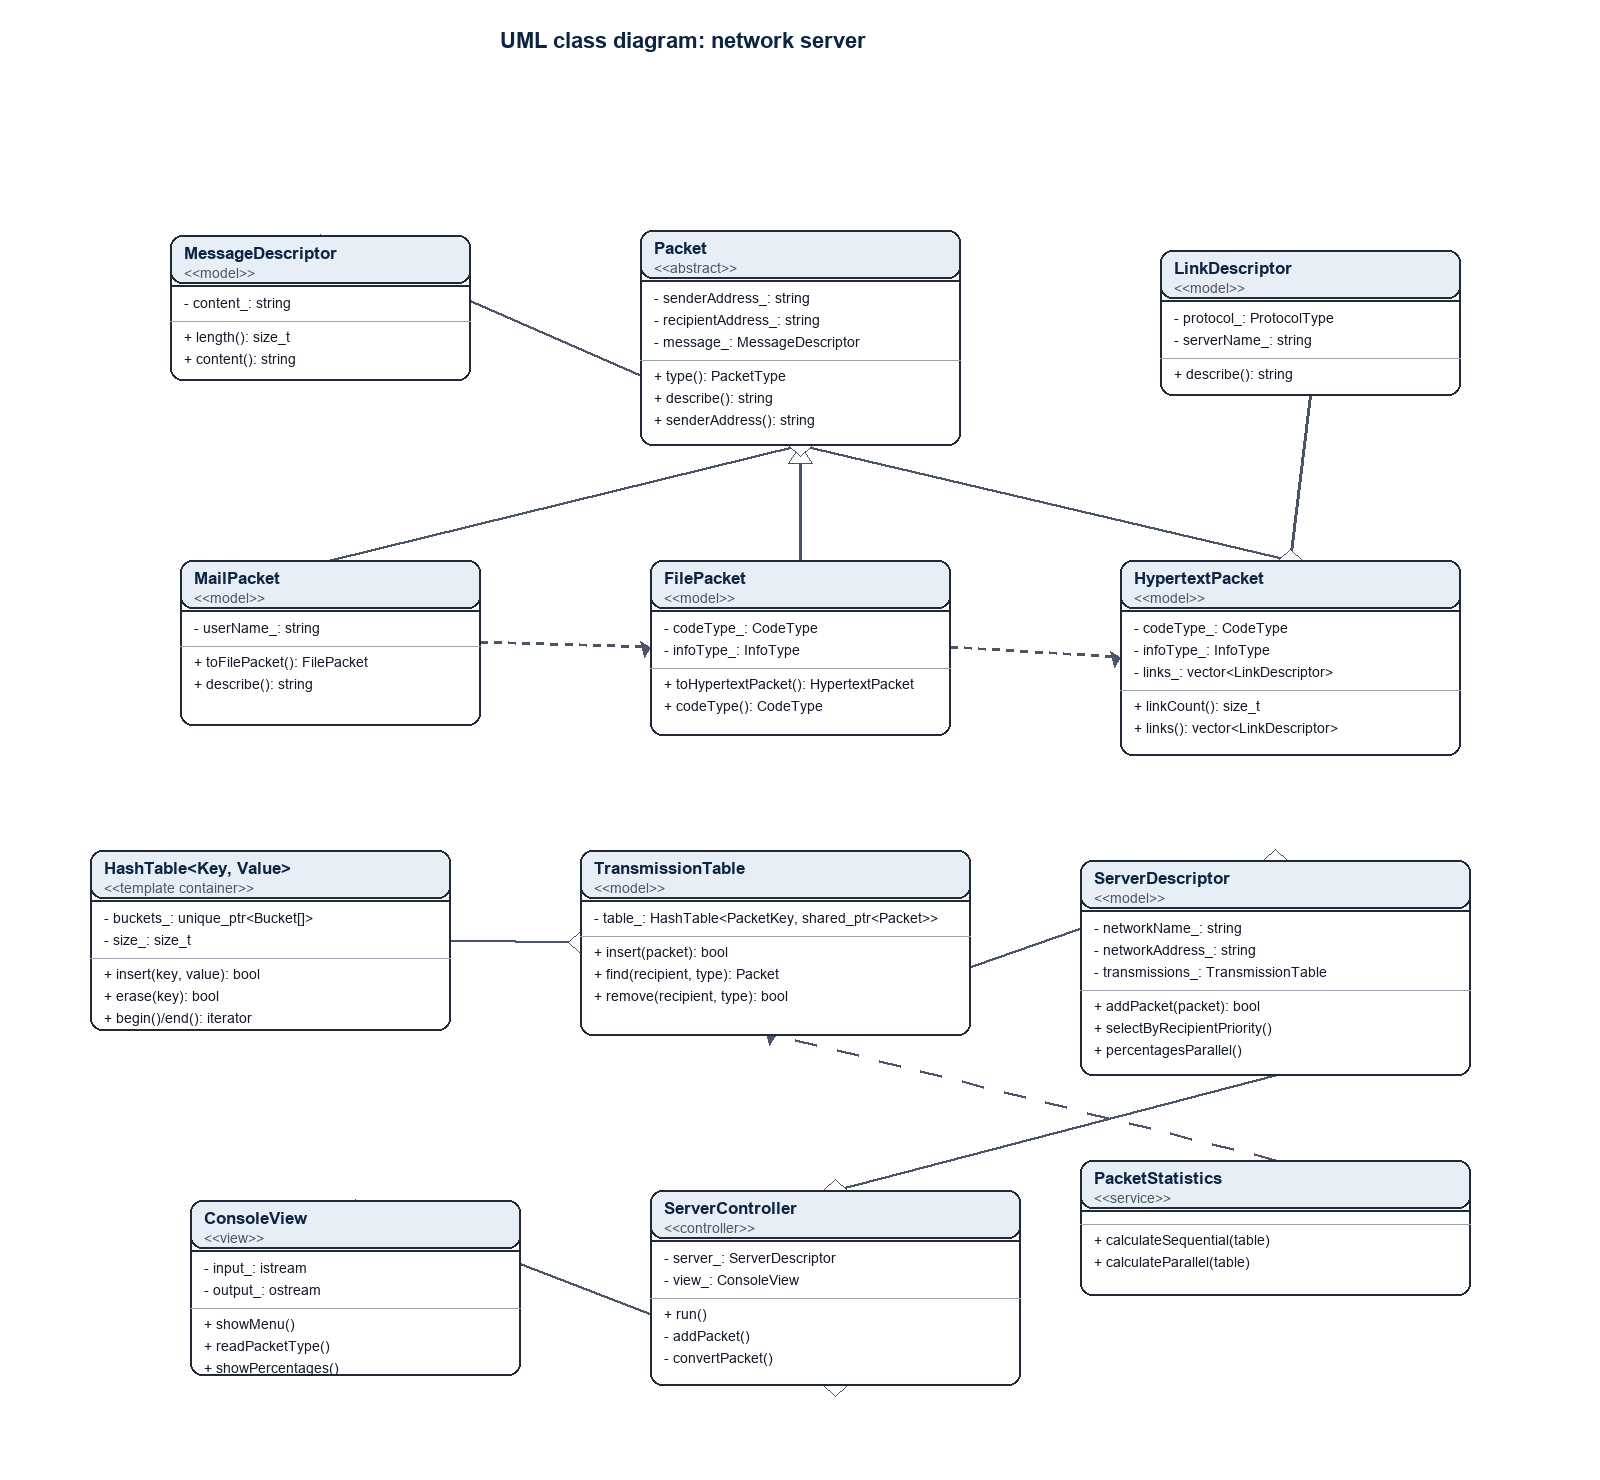 UML class diagram: network server
MessageDescriptor
<<model>>
- content_: string
+ length(): size_t
+ content(): string
Packet
<<abstract>>
- senderAddress_: string
- recipientAddress_: string
- message_: MessageDescriptor
+ type(): PacketType
+ describe(): string
+ senderAddress(): string
LinkDescriptor
<<model>>
- protocol_: ProtocolType
- serverName_: string
+ describe(): string
MailPacket
<<model>>
- userName_: string
+ toFilePacket(): FilePacket
+ describe(): string
FilePacket
<<model>>
- codeType_: CodeType
- infoType_: InfoType
+ toHypertextPacket(): HypertextPacket
+ codeType(): CodeType
HypertextPacket
<<model>>
- codeType_: CodeType
- infoType_: InfoType
- links_: vector<LinkDescriptor>
+ linkCount(): size_t
+ links(): vector<LinkDescriptor>
HashTable<Key, Value>
<<template container>>
- buckets_: unique_ptr<Bucket[]>
- size_: size_t
+ insert(key, value): bool
+ erase(key): bool
+ begin()/end(): iterator
TransmissionTable
<<model>>
- table_: HashTable<PacketKey, shared_ptr<Packet>>
+ insert(packet): bool
+ find(recipient, type): Packet
+ remove(recipient, type): bool
ServerDescriptor
<<model>>
- networkName_: string
- networkAddress_: string
- transmissions_: TransmissionTable
+ addPacket(packet): bool
+ selectByRecipientPriority()
+ percentagesParallel()
ConsoleView
<<view>>
- input_: istream
- output_: ostream
+ showMenu()
+ readPacketType()
+ showPercentages()
ServerController
<<controller>>
- server_: ServerDescriptor
- view_: ConsoleView
+ run()
- addPacket()
- convertPacket()
PacketStatistics
<<service>>
+ calculateSequential(table)
+ calculateParallel(table)